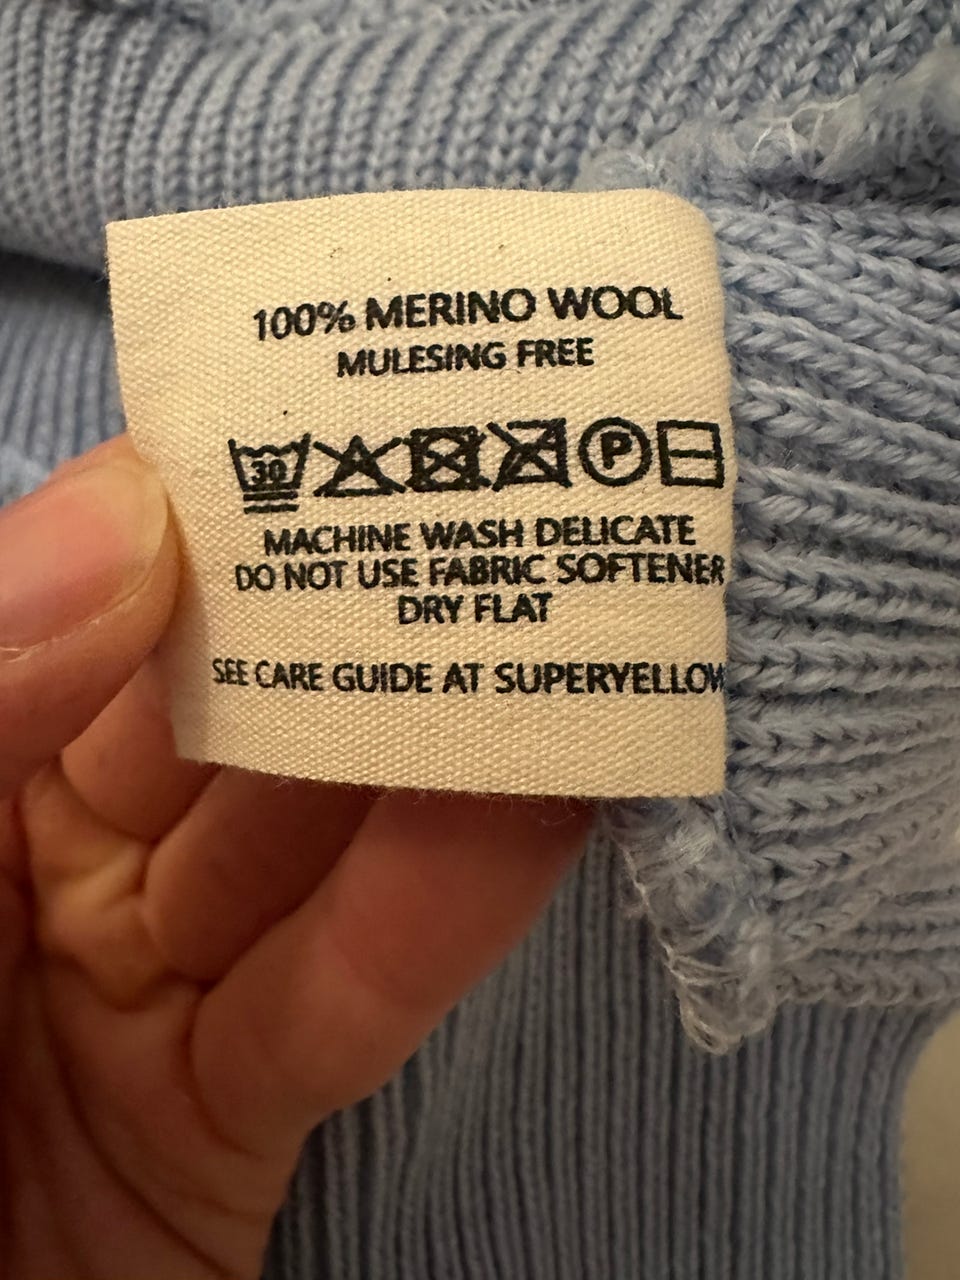 100% MERINO WOOL
MULESING FREE
30 P
MACHINE WASH DELICATE
DO NOT USE FABRIC SOFTENER
DRY FLAT
SEE CARE GUIDE AT